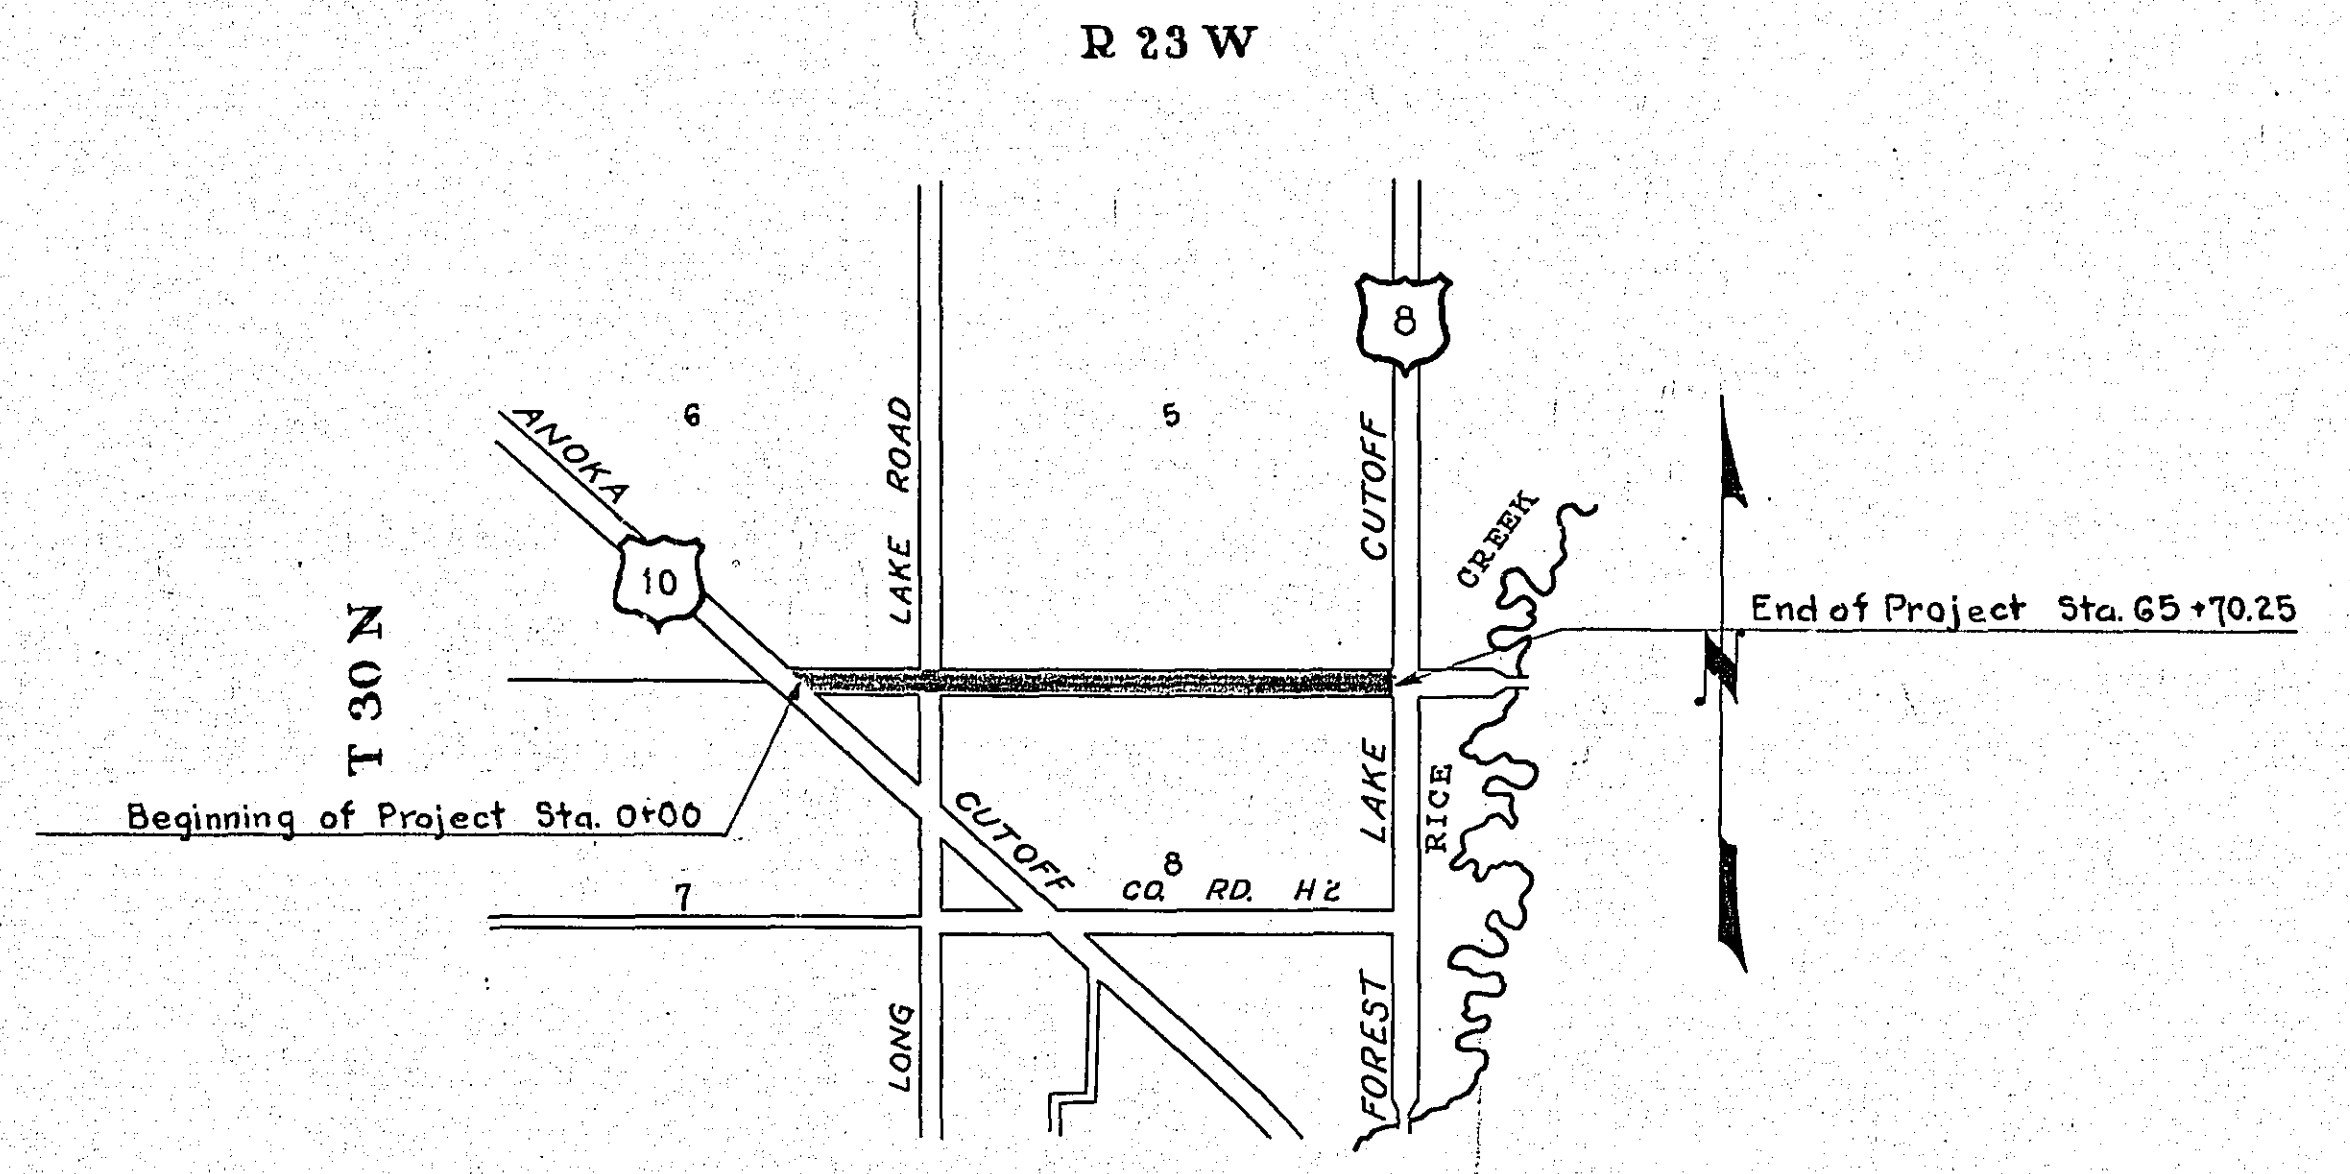 R 23 W
8
6
5
ANOKA
LAKE ROAD
CUTOFF
CREEK
10
End of Project Sta. 65+70.25
N
T 30 N
Beginning of Project Sta. 0+00
CUTOFF
LAKE
RICE
7
8
CO. RD. H2
LONG
FOREST